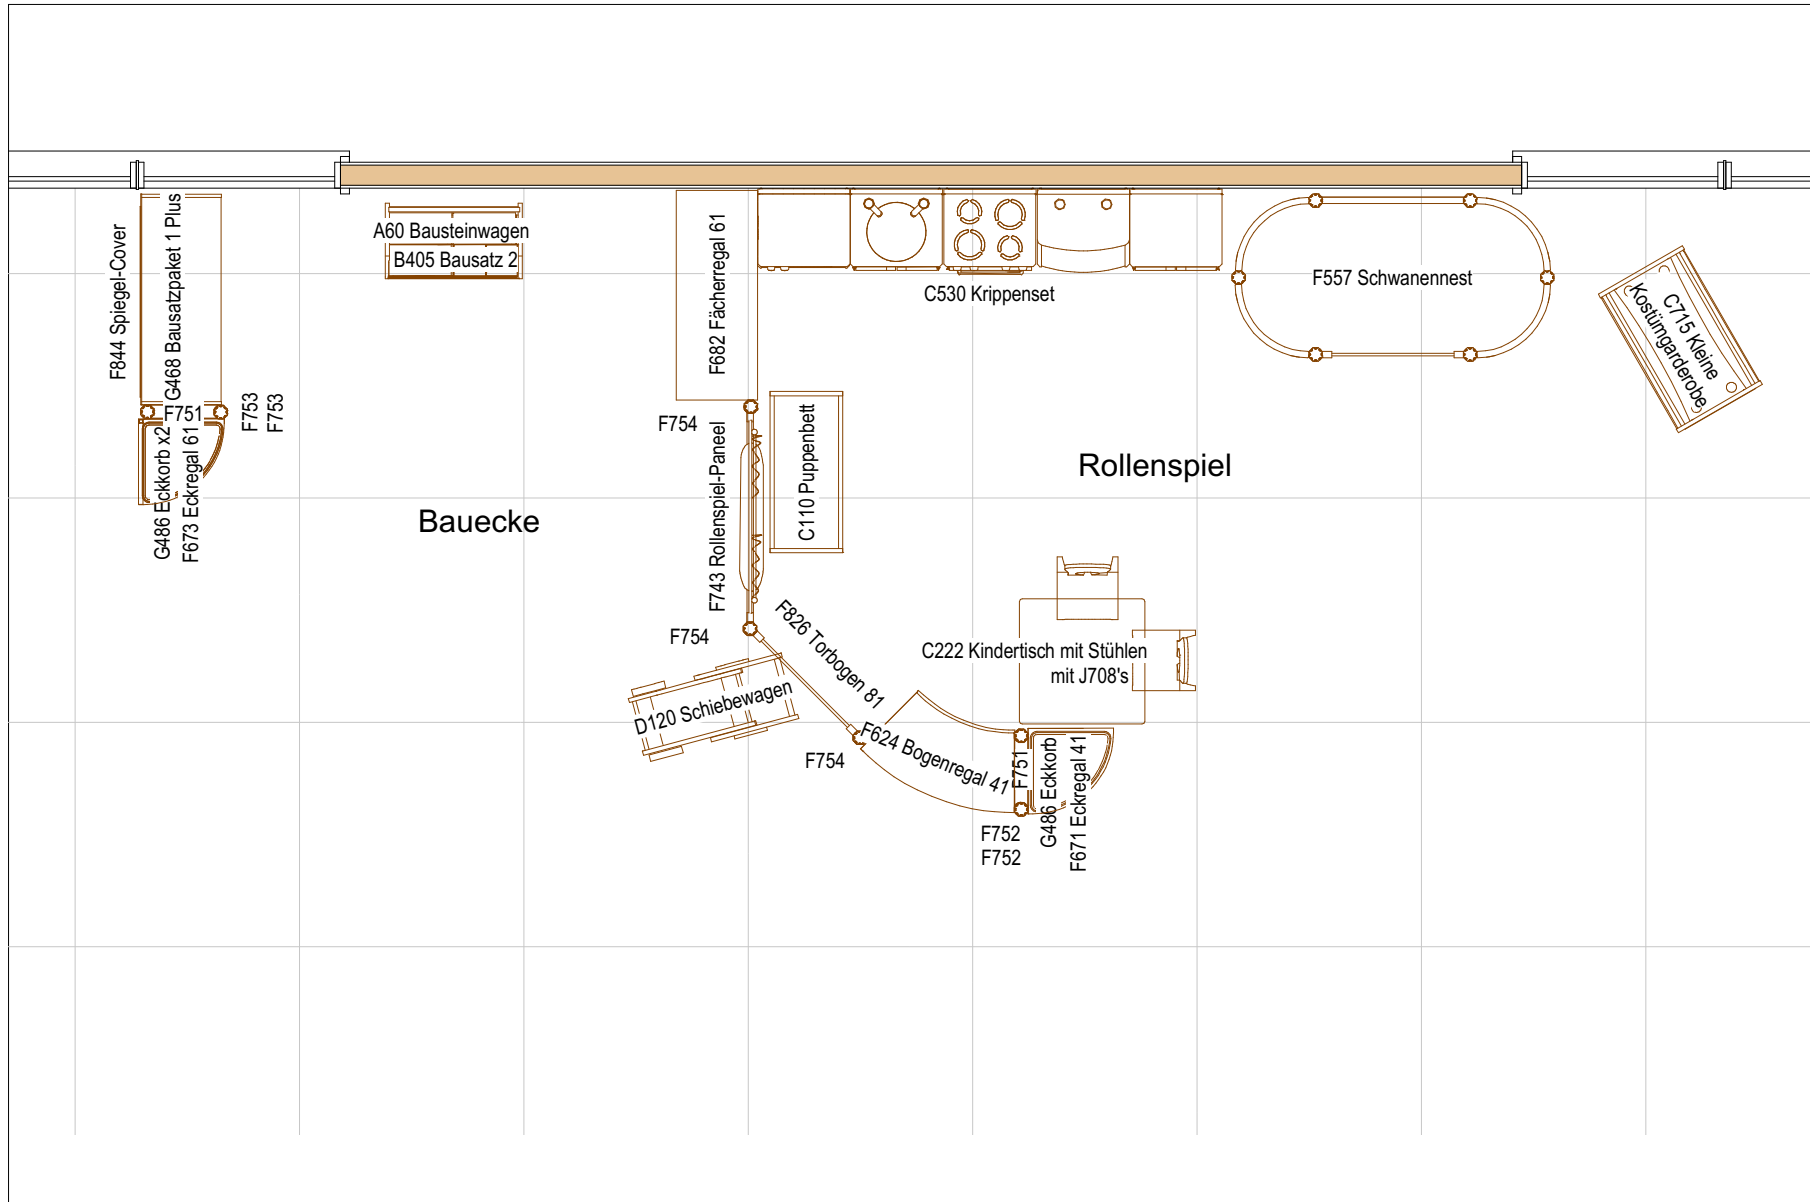 F844 Spiegel-Cover
G468 Bausatzpaket 1 Plus
F751
F753
F753
G486 Eckkorb x2
F673 Eckregal 61
A60 Bausteinwagen
B405 Bausatz 2
Bauecke
F682 Fächerregal 61
F754
F743 Rollenspiel-Paneel
C110 Puppenbett
C530 Krippenset
F557 Schwanennest
C715 Kleine
Kostümgarderobe
Rollenspiel
F754
F826 Torbogen 81
D120 Schiebewagen
F754
F624 Bogenregal 41
C222 Kindertisch mit Stühlen
mit J708's
F751
G486 Eckkorb
F671 Eckregal 41
F752
F752